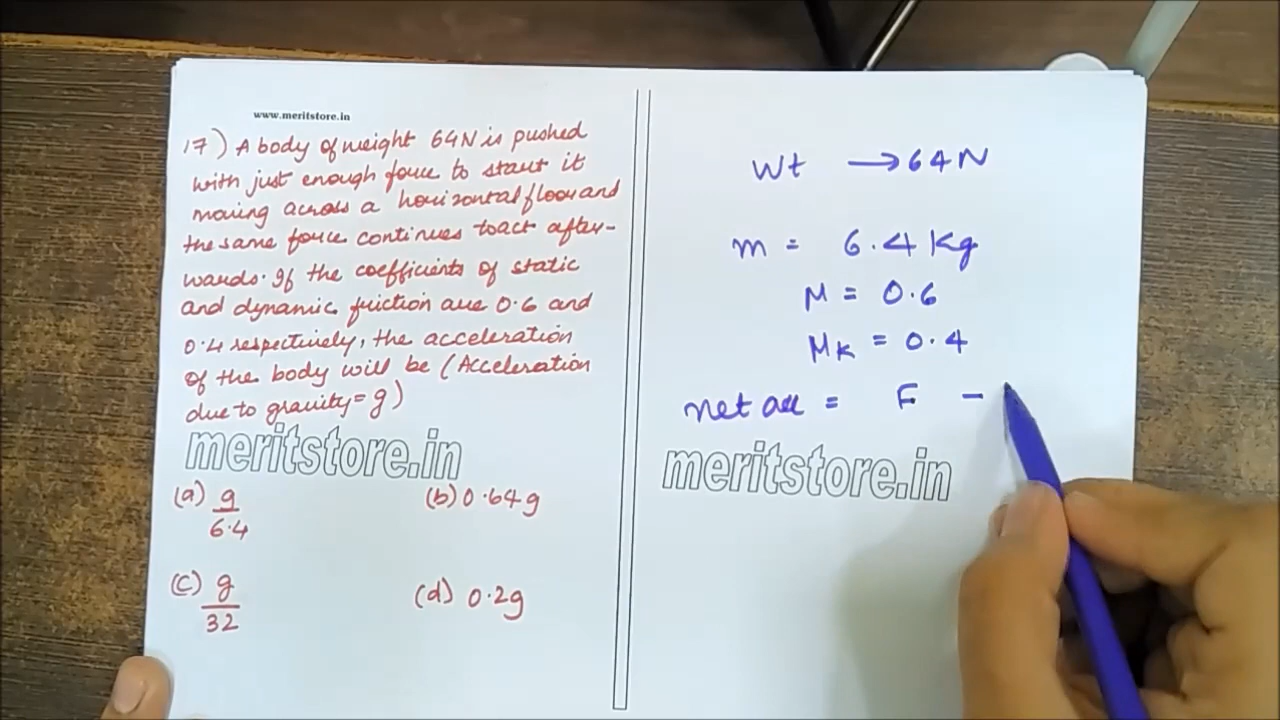 www.meritstore.in
17) A body of weight 64N is pushed
with just enough force to start it
moving across a horizontal floor and
the same force continues to act after-
wards. If the coefficients of static
and dynamic friction are 0.6 and
0.4 respectively, the acceleration
of the body will be (Acceleration
due to gravity = g)
meritstore.in
(a) g/6.4 (b) 0.64g
(c) g/32 (d) 0.2g
Wt → 64N
m = 6.4 Kg
M = 0.6
MK = 0.4
net acc = F -
meritstore.in